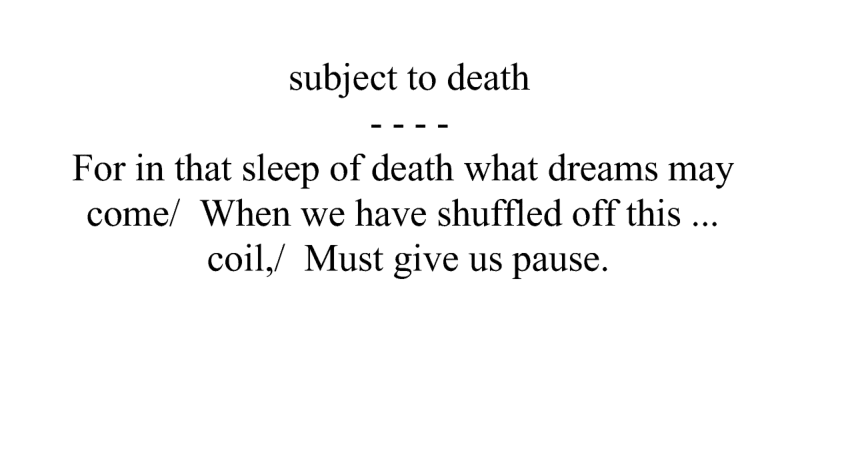 subject to death
- - - -
For in that sleep of death what dreams may
come/  When we have shuffled off this ...
coil,/  Must give us pause.